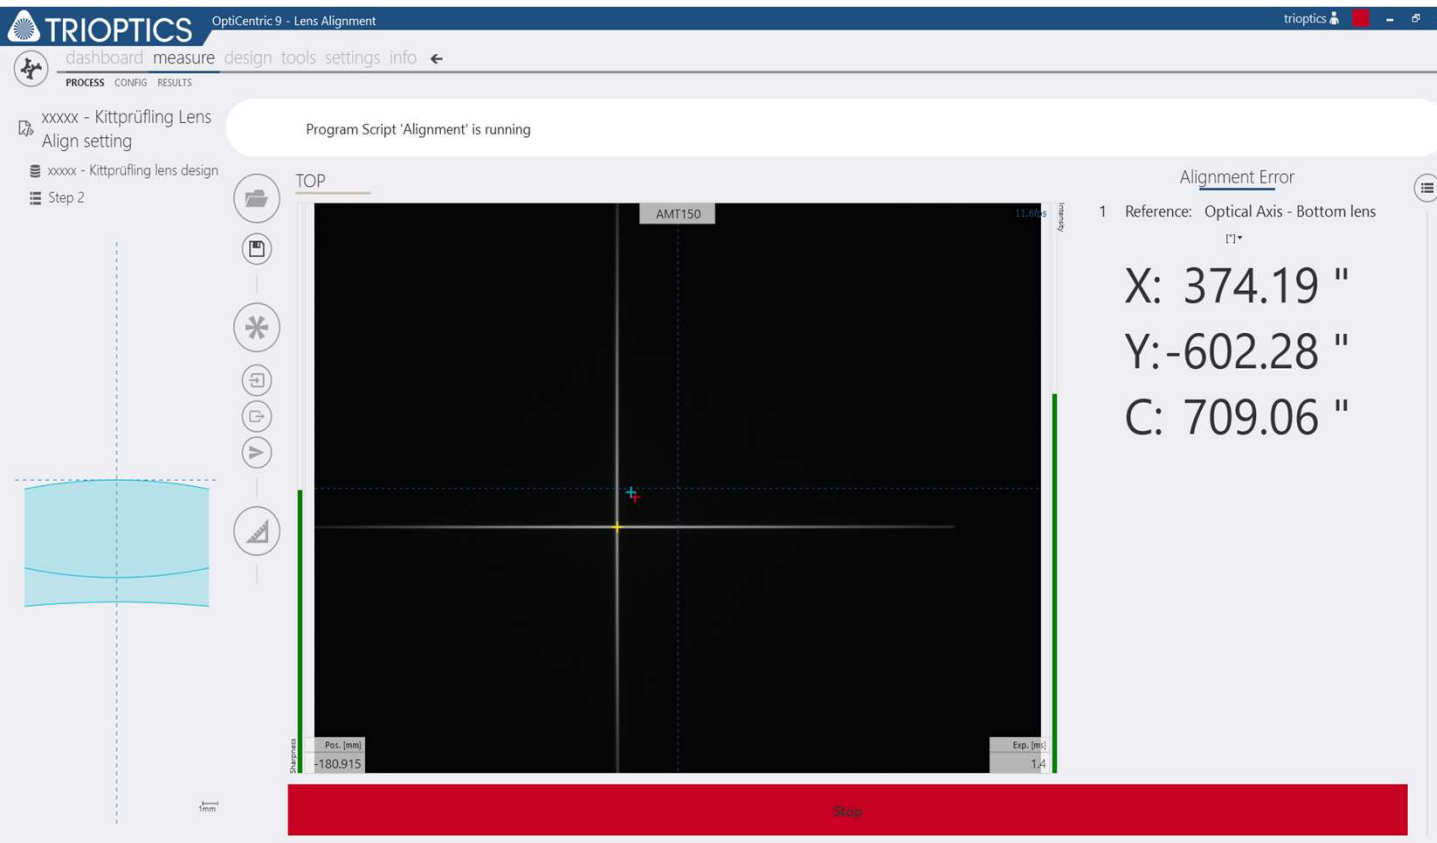 TRIOPTICS
OptiCentric 9 - Lens Alignment
trioptics
dashboard measure design tools settings info
PROCESS CONFIG RESULTS
xxxxx - Kittprüfling Lens
Align setting
xxxxx - Kittprüfling lens design
Step 2
Program Script 'Alignment' is running
TOP
AMT150
11.6fps
Intensity
Alignment Error
1 Reference: Optical Axis - Bottom lens
["]
X: 374.19 "
Y:-602.28 "
C: 709.06 "
Sharpness
Pos. [mm]
-180.915
Exp. [ms]
1.4
1mm
Stop